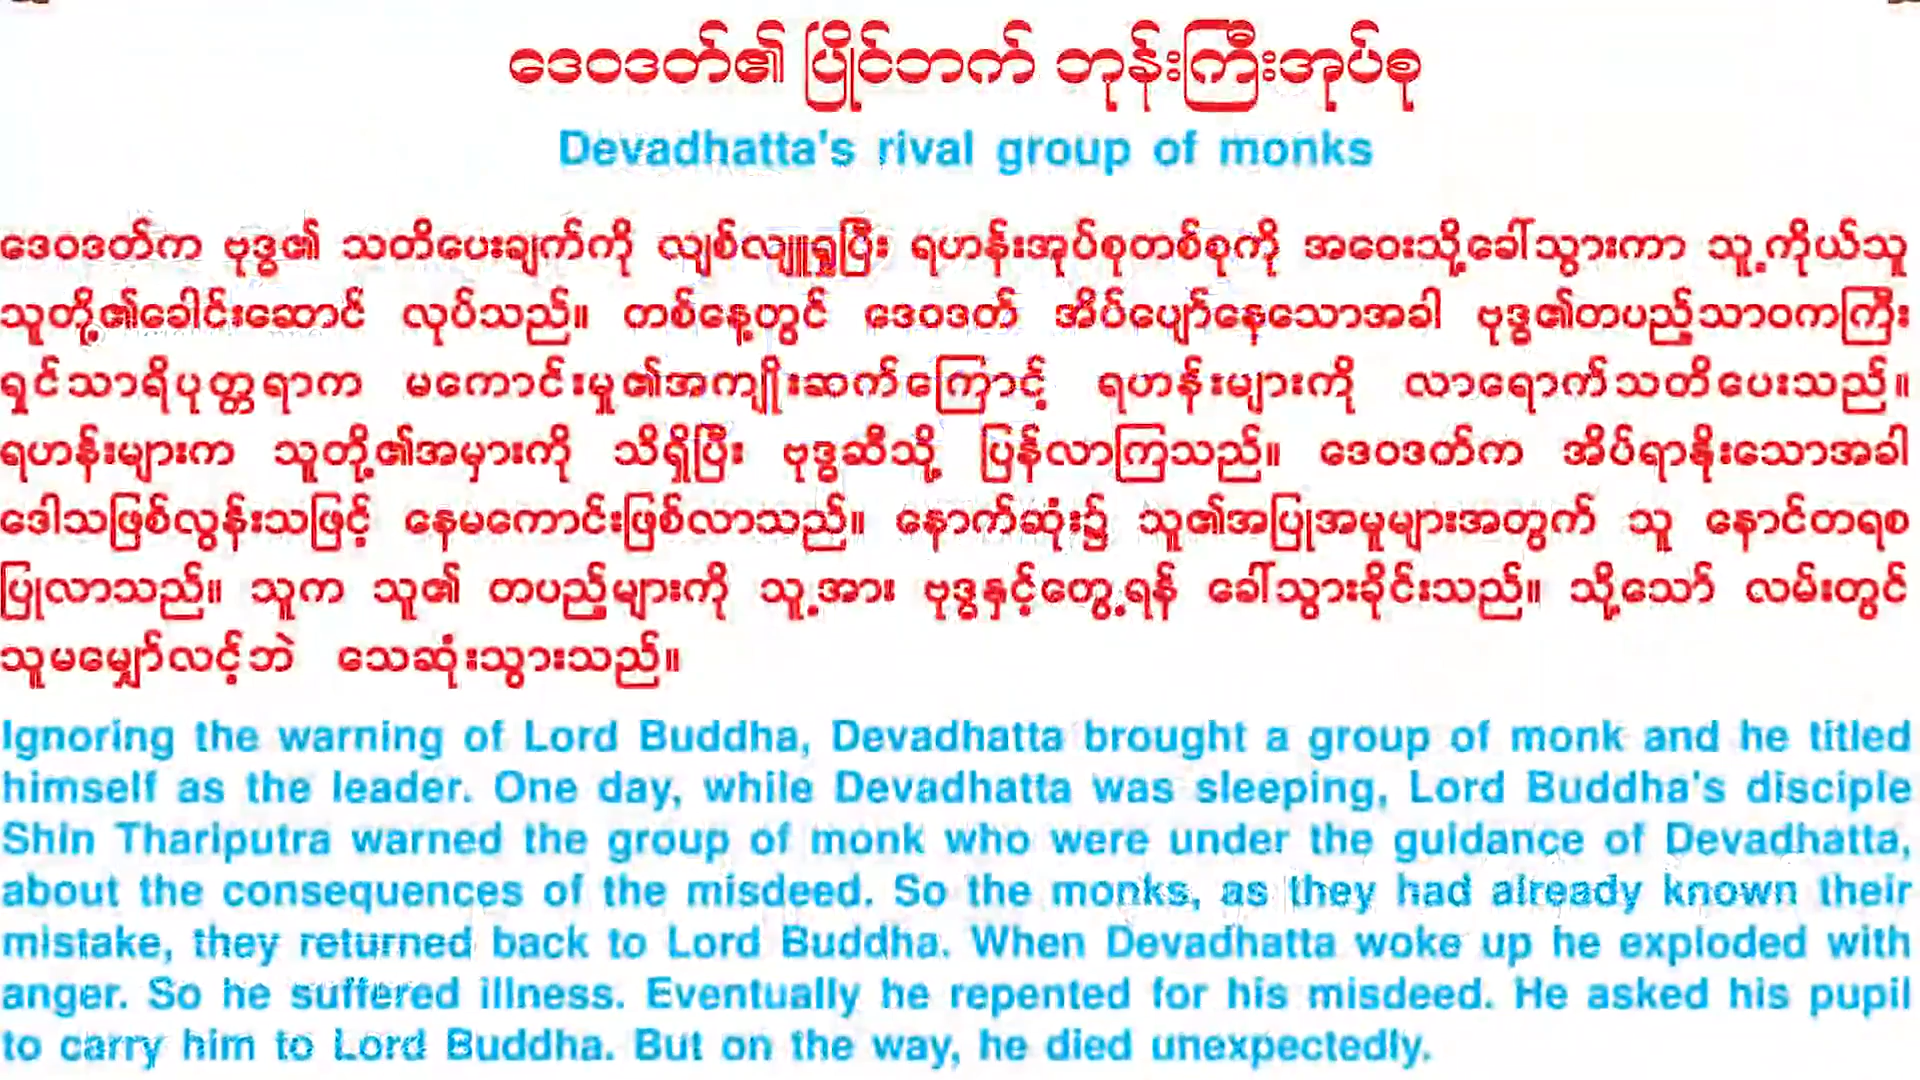 ဒေဝဒတ်၏ ပြိုင်ဘက် ဘုန်းကြီးအုပ်စု
Devadhatta's rival group of monks
ဒေဝဒတ်က ဗုဒ္ဓ၏ သတိပေးချက်ကို လျစ်လျူရှုပြီး ရဟန်းအုပ်စုတစ်စုကို အဝေးသို့ခေါ်သွားကာ သူ့ကိုယ်သူ
သူတို့၏ခေါင်းဆောင် လုပ်သည်။ တစ်နေ့တွင် ဒေဝဒတ် အိပ်ပျော်နေသောအခါ ဗုဒ္ဓ၏တပည့်သာဝကကြီး
ရှင်သာရိပုတ္တရာက မကောင်းမှု၏အကျိုးဆက်ကြောင့် ရဟန်းများကို လာရောက်သတိပေးသည်။
ရဟန်းများက သူတို့၏အမှားကို သိရှိပြီး ဗုဒ္ဓဆီသို့ ပြန်လာကြသည်။ ဒေဝဒတ်က အိပ်ရာနိုးသောအခါ
ဒေါသဖြစ်လွန်းသဖြင့် နေမကောင်းဖြစ်လာသည်။ နောက်ဆုံး၌ သူ၏အပြုအမူများအတွက် သူ နောင်တရစ
ပြုလာသည်။ သူက သူ၏ တပည့်များကို သူ့အား ဗုဒ္ဓနှင့်တွေ့ရန် ခေါ်သွားခိုင်းသည်။ သို့သော် လမ်းတွင်
သူမမျှော်လင့်ဘဲ သေဆုံးသွားသည်။
Ignoring the warning of Lord Buddha, Devadhatta brought a group of monk and he titled
himself as the leader. One day, while Devadhatta was sleeping, Lord Buddha's disciple
Shin Thariputra warned the group of monk who were under the guidance of Devadhatta,
about the consequences of the misdeed. So the monks, as they had already known their
mistake, they returned back to Lord Buddha. When Devadhatta woke up he exploded with
anger. So he suffered illness. Eventually he repented for his misdeed. He asked his pupil
to carry him to Lord Buddha. But on the way, he died unexpectedly.